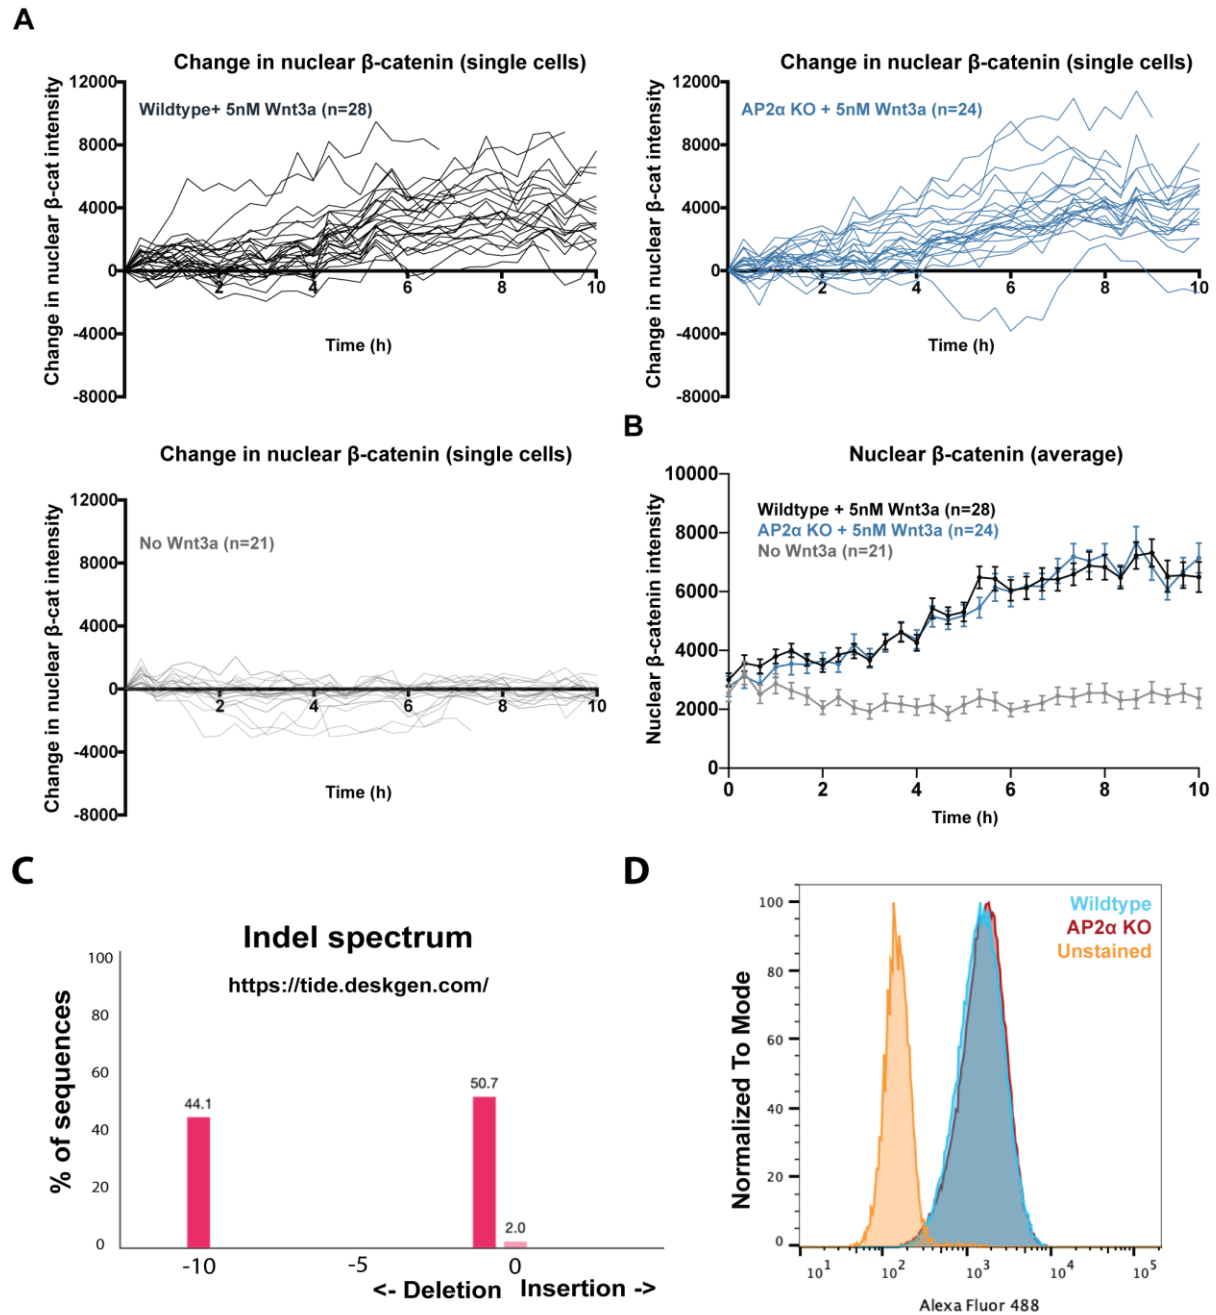 A
Change in nuclear β-catenin (single cells)
Wildtype+ 5nM Wnt3a (n=28)
Change in nuclear β-cat intensity
12000
8000
4000
0
-4000
-8000
2
4
6
8
10
Time (h)
Change in nuclear β-catenin (single cells)
AP2α KO + 5nM Wnt3a (n=24)
Change in nuclear β-cat intensity
12000
8000
4000
0
-4000
-8000
2
4
6
8
10
Time (h)
Change in nuclear β-catenin (single cells)
No Wnt3a (n=21)
Change in nuclear β-cat intensity
12000
8000
4000
0
-4000
-8000
2
4
6
8
10
Time (h)
B
Nuclear β-catenin (average)
Wildtype + 5nM Wnt3a (n=28)
AP2α KO + 5nM Wnt3a (n=24)
No Wnt3a (n=21)
Nuclear β-catenin intensity
10000
8000
6000
4000
2000
0
0
2
4
6
8
10
Time (h)
C
Indel spectrum
https://tide.deskgen.com/
% of sequences
100
80
60
40
20
0
44.1
50.7
2.0
-10
-5
0
<- Deletion
Insertion ->
D
Wildtype
AP2α KO
Unstained
Normalized To Mode
100
80
60
40
20
0
10¹
10²
10³
10⁴
10⁵
Alexa Fluor 488